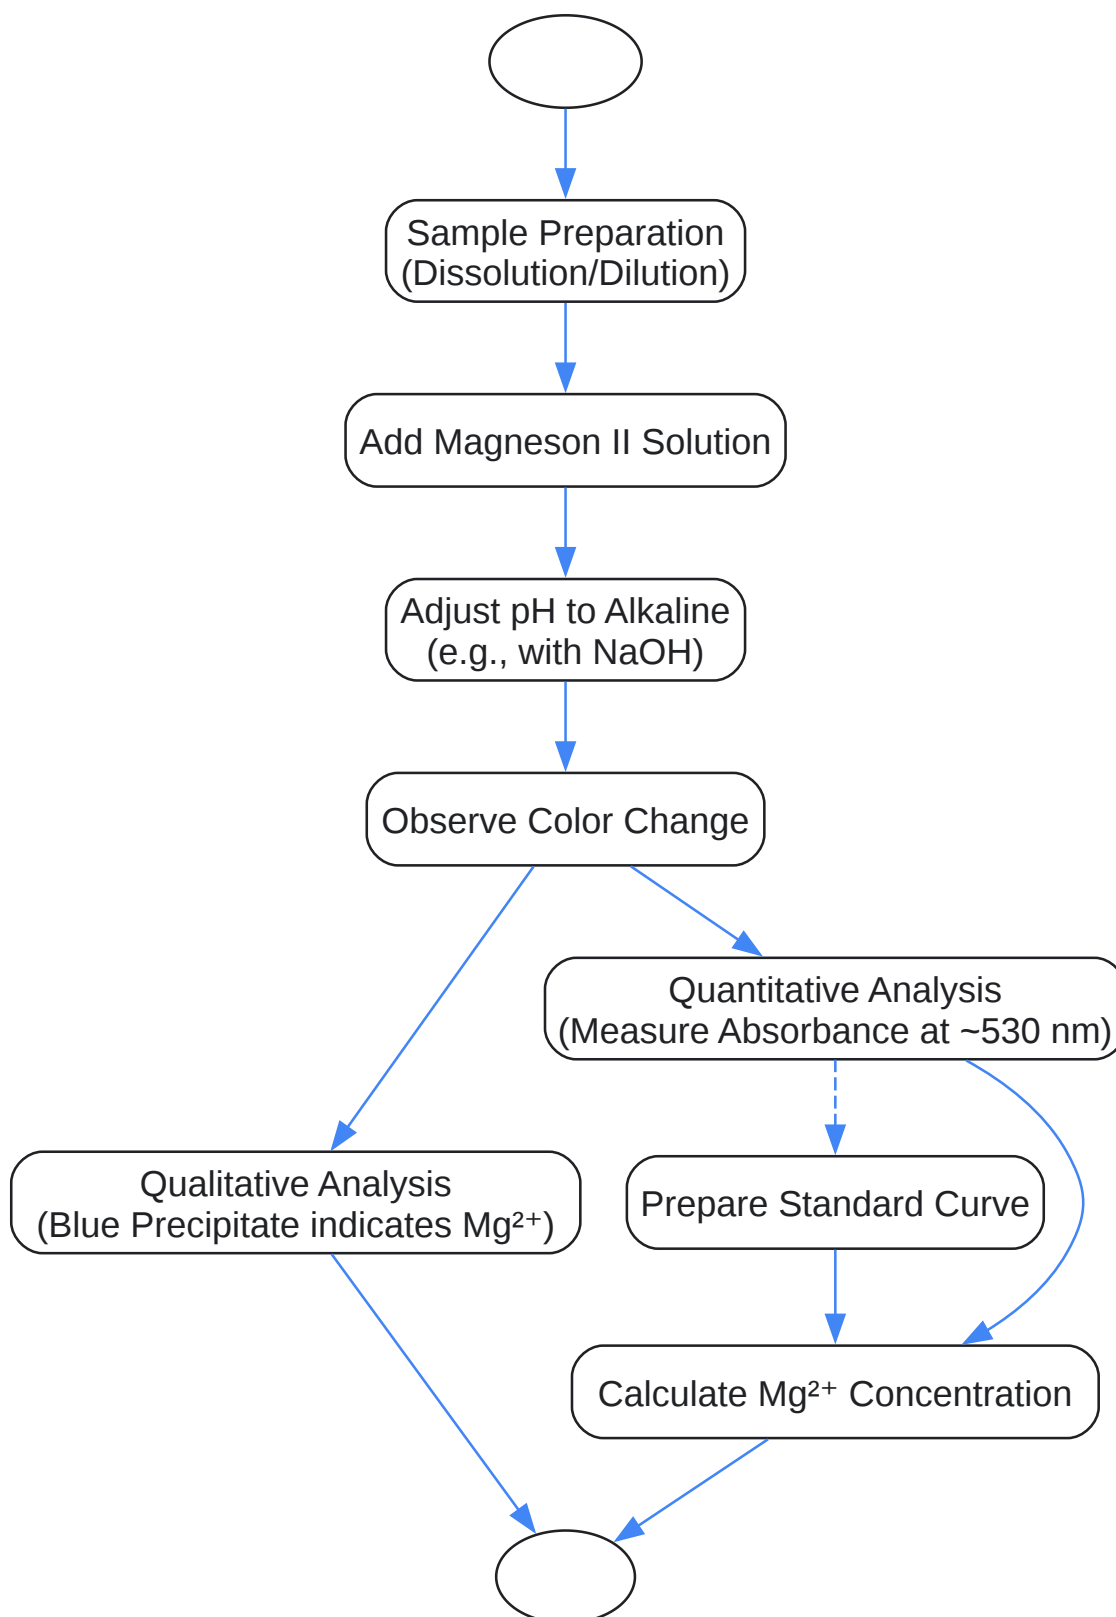 Sample Preparation
(Dissolution/Dilution)
Add Magneson II Solution
Adjust pH to Alkaline
(e.g., with NaOH)
Observe Color Change
Quantitative Analysis
(Measure Absorbance at ~530 nm)
Qualitative Analysis
(Blue Precipitate indicates Mg²⁺)
Prepare Standard Curve
Calculate Mg²⁺ Concentration